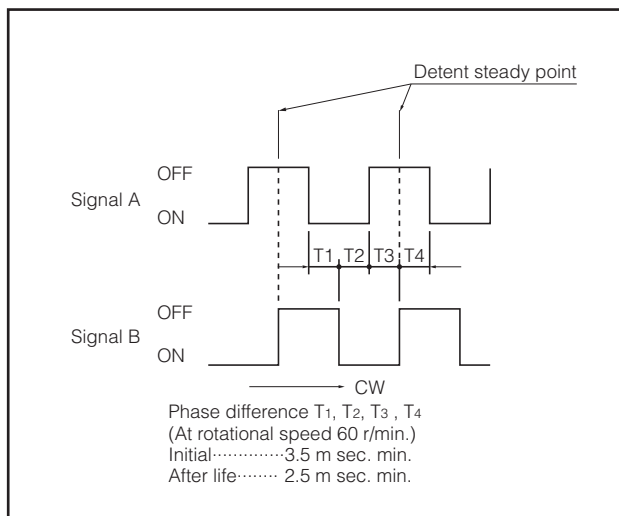 Detent steady point
OFF
Signal A
ON
T1 T2 T3 T4
OFF
Signal B
ON
CW
Phase difference T1, T2, T3 , T4
(At rotational speed 60 r/min.)
Initial··············3.5 m sec. min.
After life········ 2.5 m sec. min.